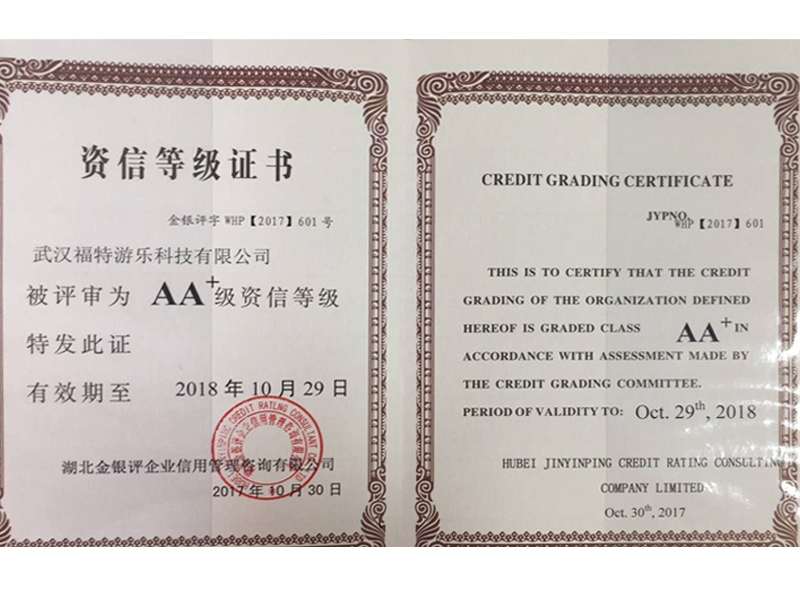 资信等级证书
金银评字 WHP【2017】601 号
武汉福特游乐科技有限公司
被评审为 AA+ 级资信等级
特发此证
有效期至 2018 年 10 月 29 日
湖北金银评企业信用管理咨询有限公司
2017 年 10 月 30 日
CREDIT GRADING CERTIFICATE
JYPNO. WHP【2017】601
THIS IS TO CERTIFY THAT THE CREDIT
GRADING OF THE ORGANIZATION DEFINED
HEREOF IS GRADED CLASS AA+ IN
ACCORDANCE WITH ASSESSMENT MADE BY
THE CREDIT GRADING COMMITTEE.
PERIOD OF VALIDITY TO: Oct. 29th, 2018
HUBEI JINYINPING CREDIT RATING CONSULTING
COMPANY LIMITED
Oct. 30th, 2017